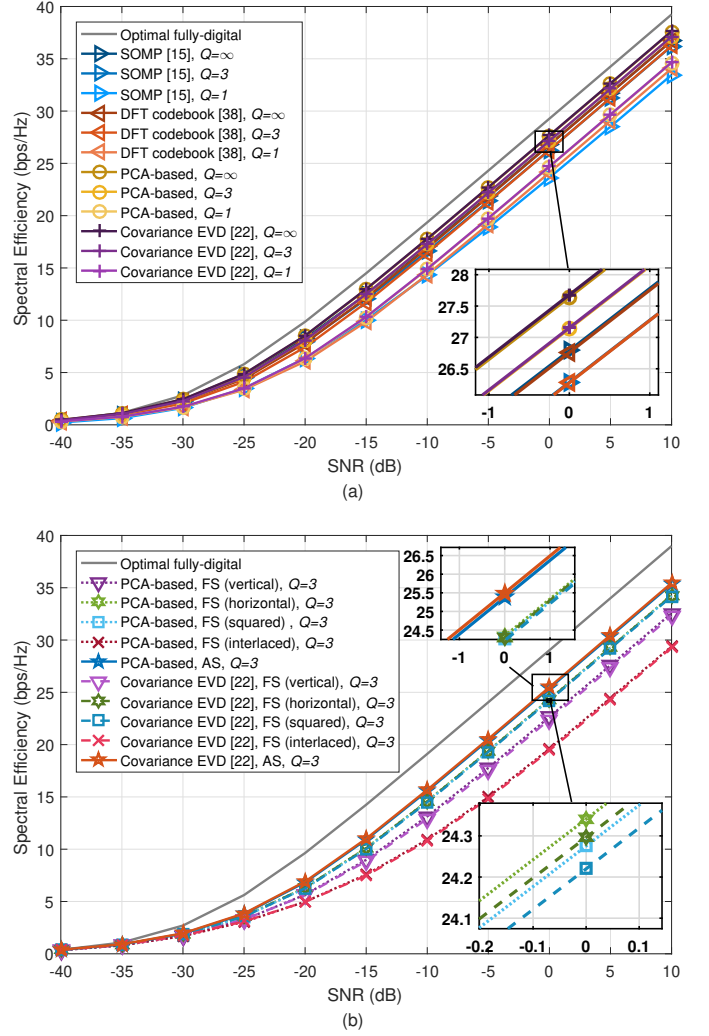 40
35
30
25
20
15
10
5
0
Spectral Efficiency (bps/Hz)
Optimal fully-digital
SOMP [15], Q=∞
SOMP [15], Q=3
SOMP [15], Q=1
DFT codebook [38], Q=∞
DFT codebook [38], Q=3
DFT codebook [38], Q=1
PCA-based, Q=∞
PCA-based, Q=3
PCA-based, Q=1
Covariance EVD [22], Q=∞
Covariance EVD [22], Q=3
Covariance EVD [22], Q=1
28
27.5
27
26.5
-1 0 1
-40 -35 -30 -25 -20 -15 -10 -5 0 5 10
SNR (dB)
(a)
40
35
30
25
20
15
10
5
0
Spectral Efficiency (bps/Hz)
Optimal fully-digital
PCA-based, FS (vertical), Q=3
PCA-based, FS (horizontal), Q=3
PCA-based, FS (squared), Q=3
PCA-based, FS (interlaced), Q=3
PCA-based, AS, Q=3
Covariance EVD [22], FS (vertical), Q=3
Covariance EVD [22], FS (horizontal), Q=3
Covariance EVD [22], FS (squared), Q=3
Covariance EVD [22], FS (interlaced), Q=3
Covariance EVD [22], AS, Q=3
26.5
26
25.5
25
24.5
-1 0 1
24.3
24.2
24.1
-0.2 -0.1 0 0.1
-40 -35 -30 -25 -20 -15 -10 -5 0 5 10
SNR (dB)
(b)